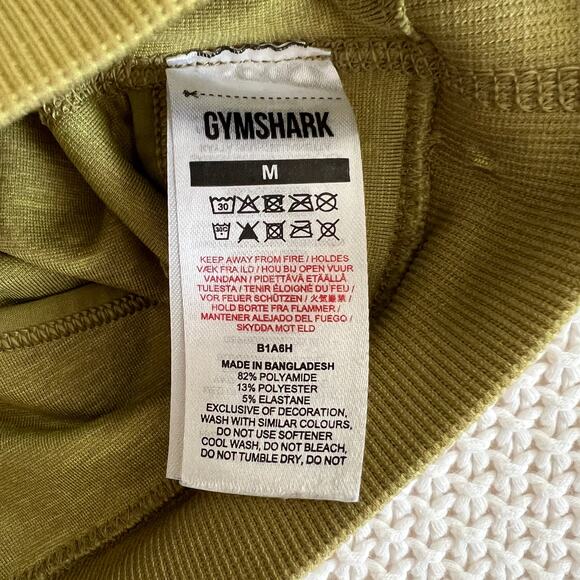 GYMSHARK
M
30
30C
KEEP AWAY FROM FIRE / HOLDES
VÆK FRA ILD / HOU BIJ OPEN VUUR
VANDAAN / PIDETTÄVÄ ETÄÄLLÄ
TULESTA / TENIR ÉLOIGNÉ DU FEU /
VOR FEUER SCHÜTZEN / 火気厳禁 /
HOLD BORTE FRA FLAMMER /
MANTENER ALEJADO DEL FUEGO /
SKYDDA MOT ELD
B1A6H
MADE IN BANGLADESH
82% POLYAMIDE
13% POLYESTER
5% ELASTANE
EXCLUSIVE OF DECORATION,
WASH WITH SIMILAR COLOURS,
DO NOT USE SOFTENER
COOL WASH, DO NOT BLEACH,
DO NOT TUMBLE DRY, DO NOT